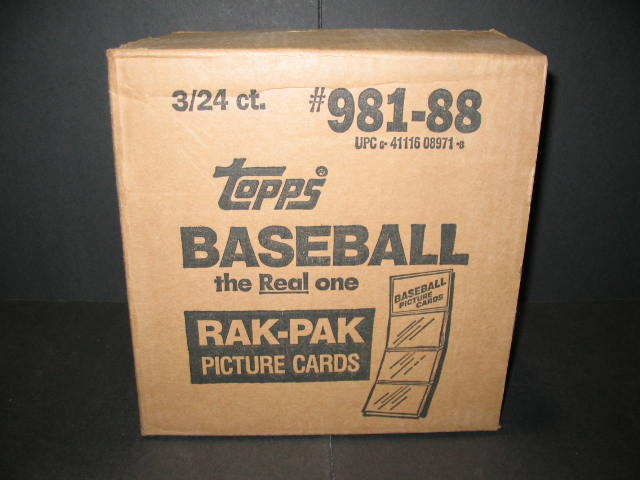 3/24 ct. #981-88
UPC 0- 41116 08971 -8
Topps®
BASEBALL
the Real one
RAK-PAK
PICTURE CARDS
BASEBALL
PICTURE
CARDS